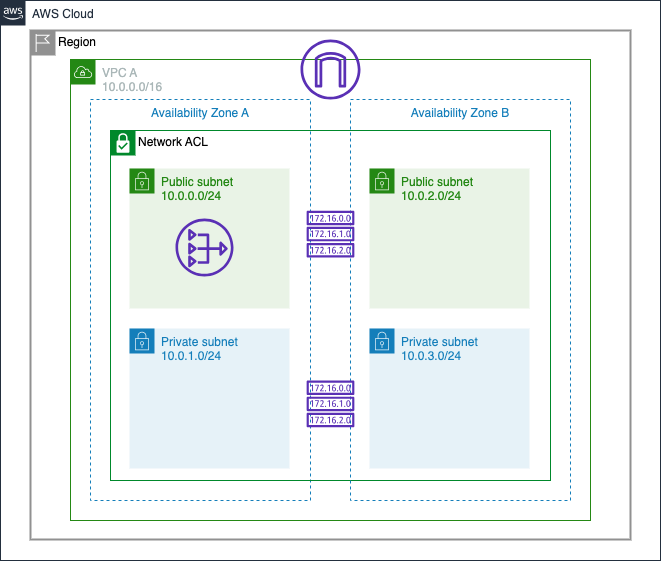 aws
AWS Cloud
Region
VPC A
10.0.0.0/16
Availability Zone A
Availability Zone B
Network ACL
Public subnet
10.0.0.0/24
Public subnet
10.0.2.0/24
172.16.0.0
172.16.1.0
172.16.2.0
Private subnet
10.0.1.0/24
Private subnet
10.0.3.0/24
172.16.0.0
172.16.1.0
172.16.2.0